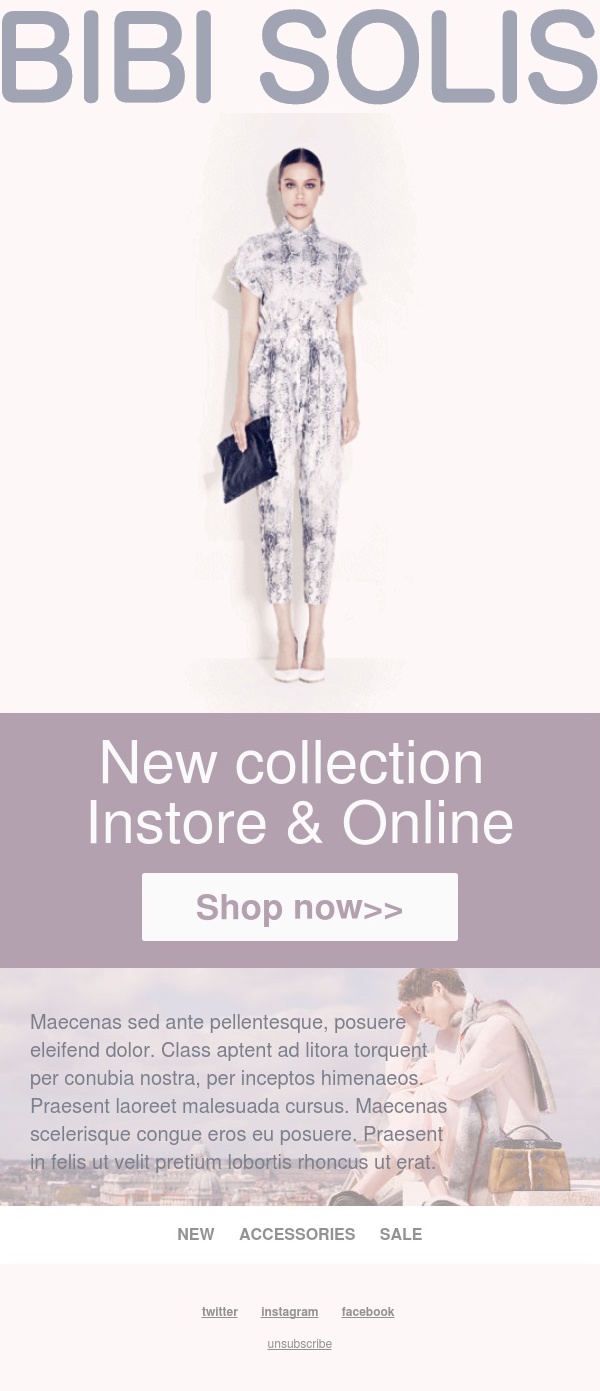 BIBI SOLIS
New collection
Instore & Online
Shop now>>
Maecenas sed ante pellentesque, posuere
eleifend dolor. Class aptent ad litora torquent
per conubia nostra, per inceptos himenaeos.
Praesent laoreet malesuada cursus. Maecenas
scelerisque congue eros eu posuere. Praesent
in felis ut velit pretium lobortis rhoncus ut erat.
NEW ACCESSORIES SALE
twitter instagram facebook
unsubscribe